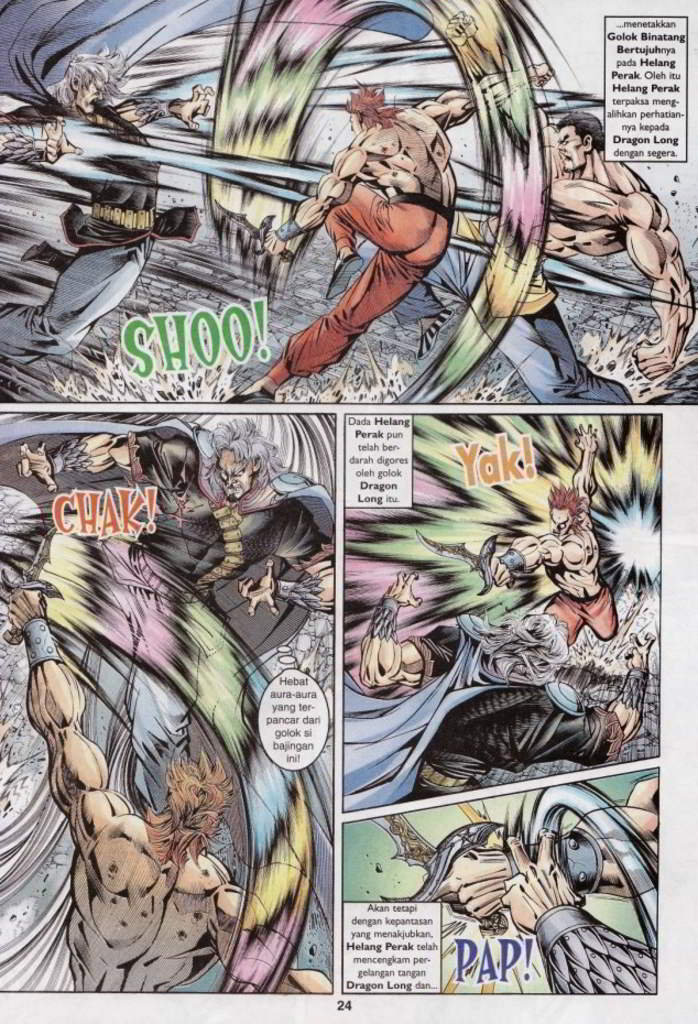 ...menetakkan
Golok Binatang
Bertujuhnya
pada Helang
Perak. Oleh itu
Helang Perak
terpaksa meng-
alihkan perhatian-
nya kepada
Dragon Long
dengan segera.
SHOO!
CHAK!
Hebat
aura-aura
yang ter-
pancar dari
golok si
bajingan
ini!
Dada Helang
Perak pun
telah ber-
darah digores
oleh golok
Dragon
Long itu.
Yak!
Akan tetapi
dengan kepantasan
yang menakjubkan,
Helang Perak telah
mencengkam per-
gelangan tangan
Dragon Long dan...
PAP!
24